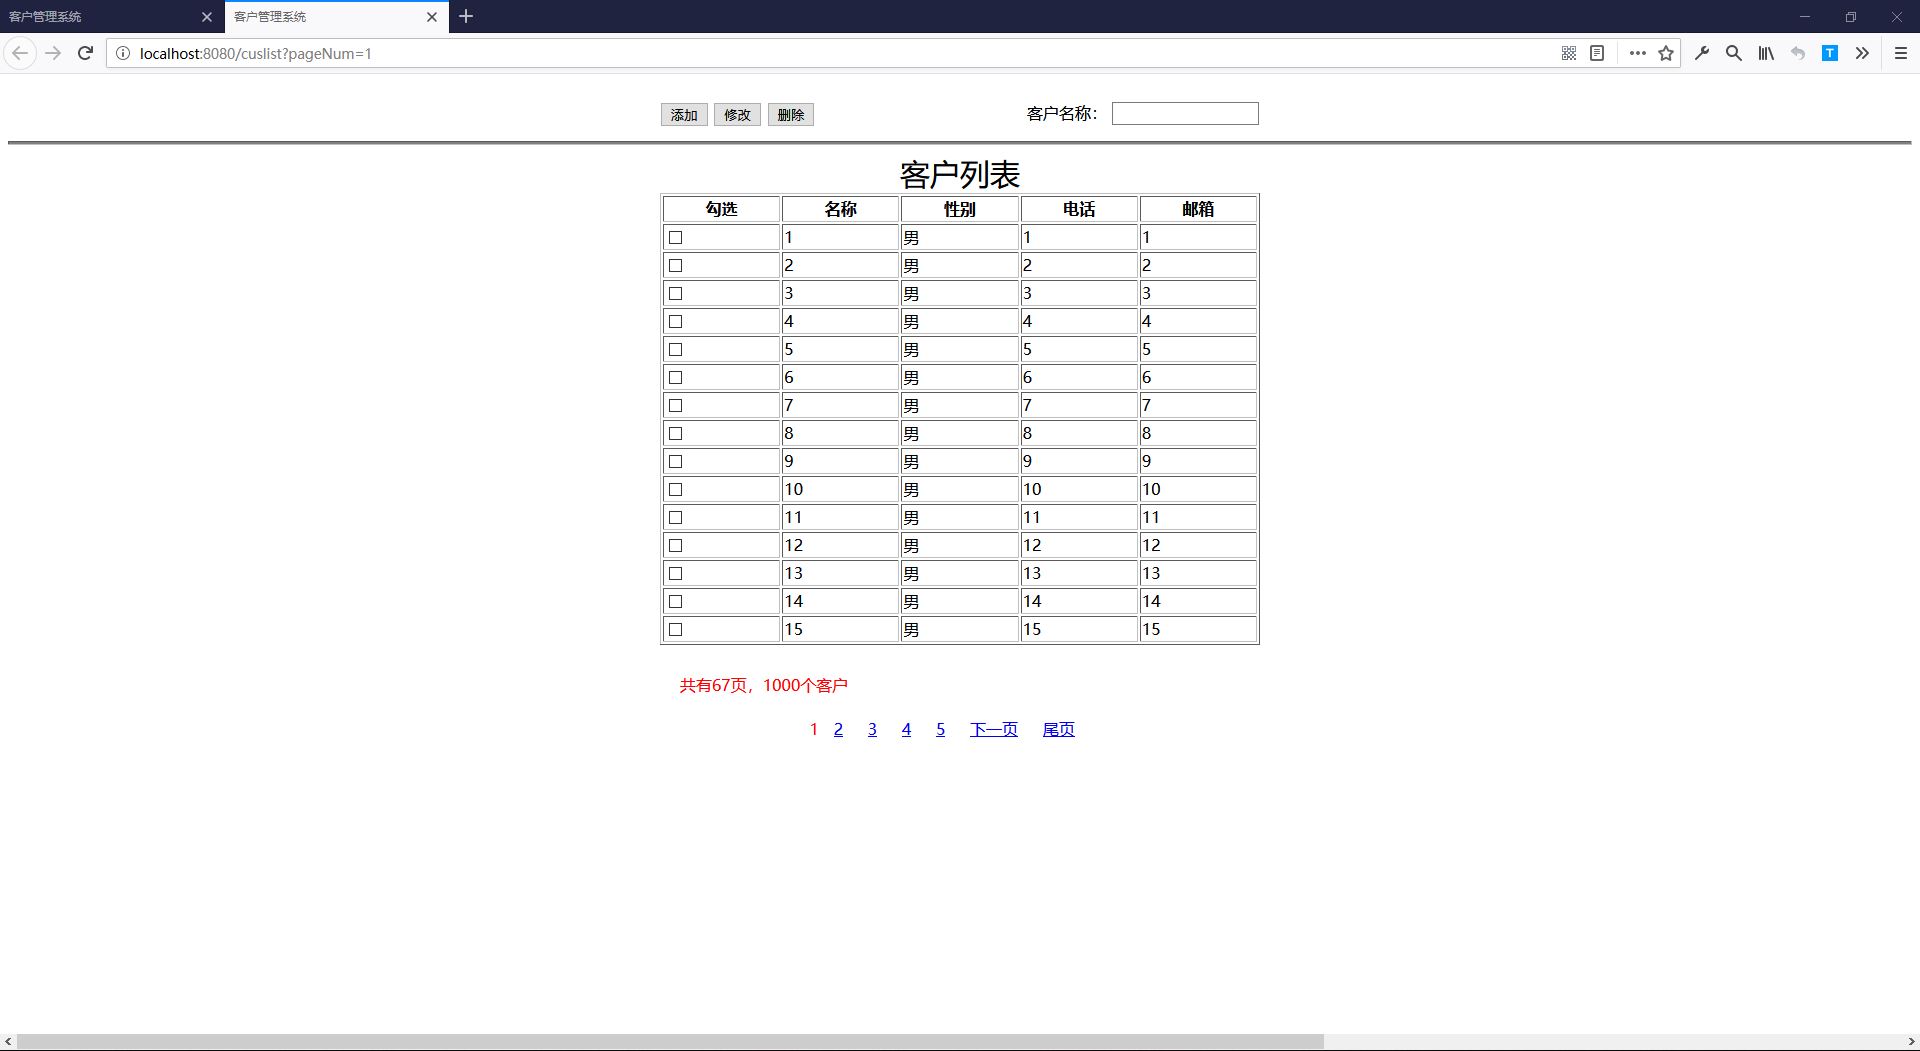 客户管理系统 客户管理系统
localhost:8080/cuslist?pageNum=1
添加 修改 删除 客户名称：
客户列表
勾选 名称 性别 电话 邮箱
1 男 1 1
2 男 2 2
3 男 3 3
4 男 4 4
5 男 5 5
6 男 6 6
7 男 7 7
8 男 8 8
9 男 9 9
10 男 10 10
11 男 11 11
12 男 12 12
13 男 13 13
14 男 14 14
15 男 15 15
共有67页，1000个客户
1 2 3 4 5 下一页 尾页